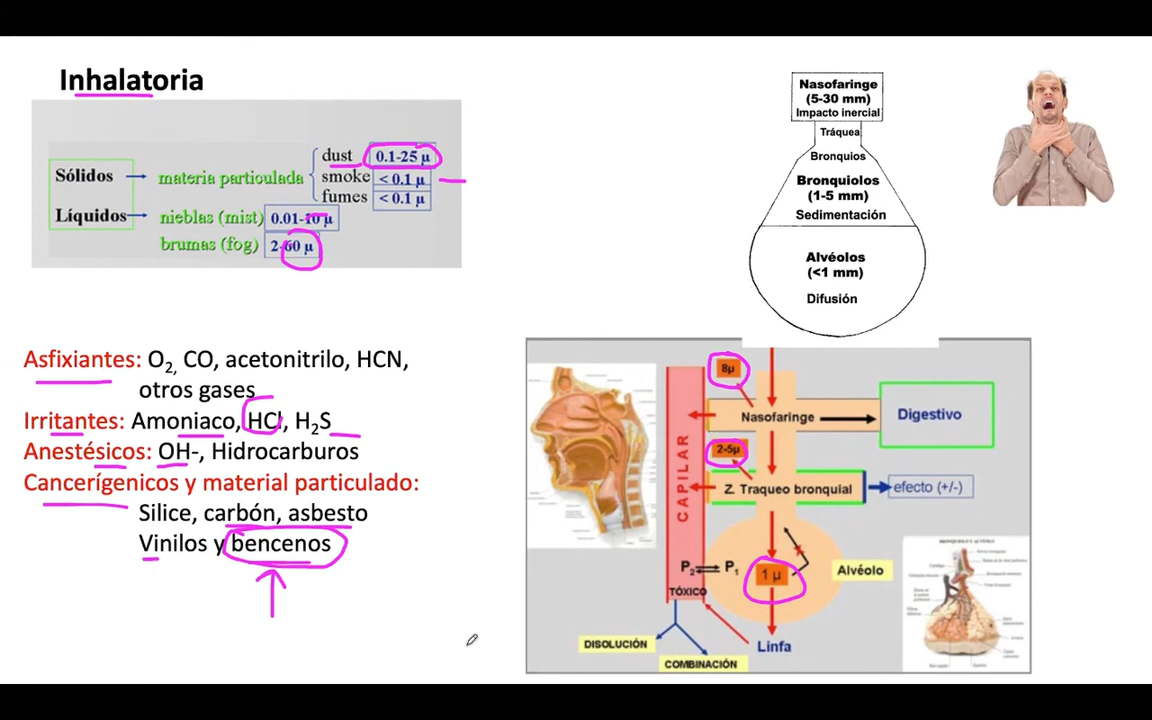 Inhalatoria
dust 0.1-25 µ
Sólidos materia partioulada smoke < 0.1 µ
fumes < 0.1 µ
Líquidos nieblas (mist) 0.01-10 µ
brumas (fog) 2-60 µ
Asfixiantes: O2, CO, acetonitrilo, HCN,
otros gases
Irritantes: Amoniaco, HCl, H2S
Anestésicos: OH-, Hidrocarburos
Cancerígenicos y material particulado:
Silice, carbón, asbesto
Vinilos y bencenos
Nasofaringe
(5-30 mm)
Impacto inercial
Tráquea
Bronquios
Bronquiolos
(1-5 mm)
Sedimentación
Alvéolos
(<1 mm)
Difusión
8µ
Nasofaringe
Digestivo
CAPILAR
2-5µ
Z. Traqueo bronquial
efecto (+/-)
P2 P1
1 µ
Alvéolo
TÓXICO
DISOLUCIÓN
Linfa
COMBINACIÓN